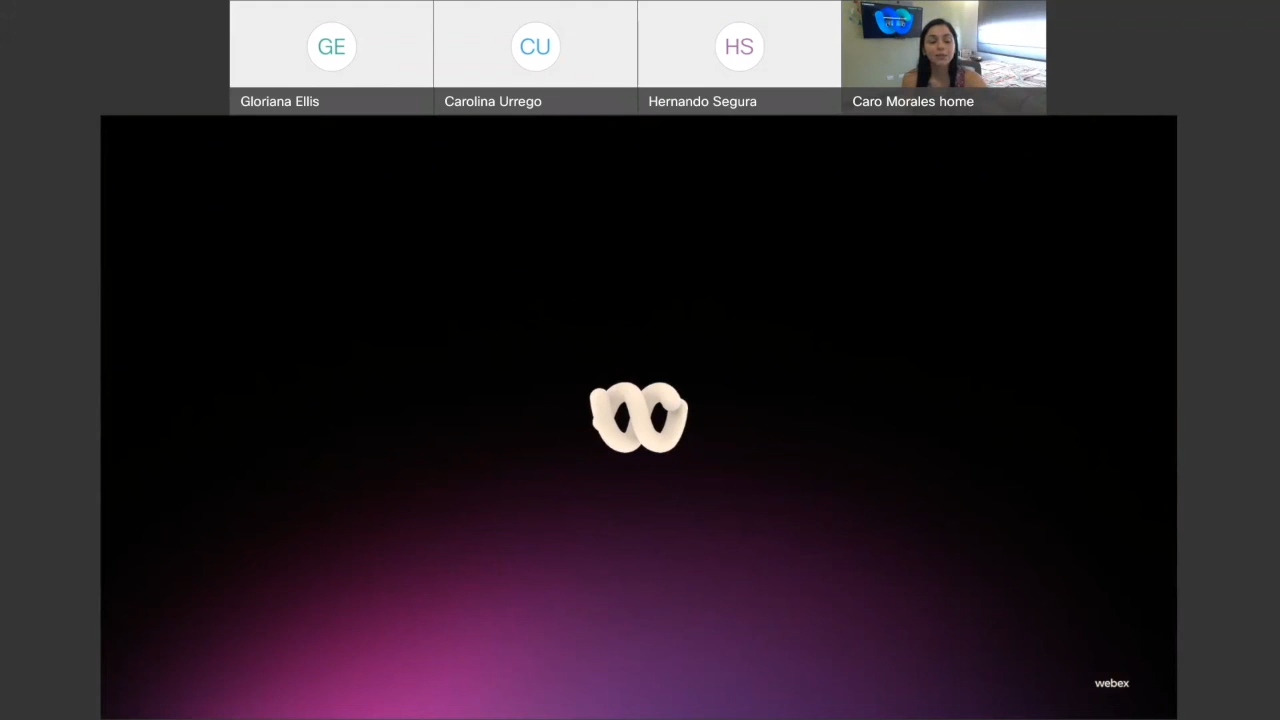 GE
CU
HS
Gloriana Ellis
Carolina Urrego
Hernando Segura
Caro Morales home
webex